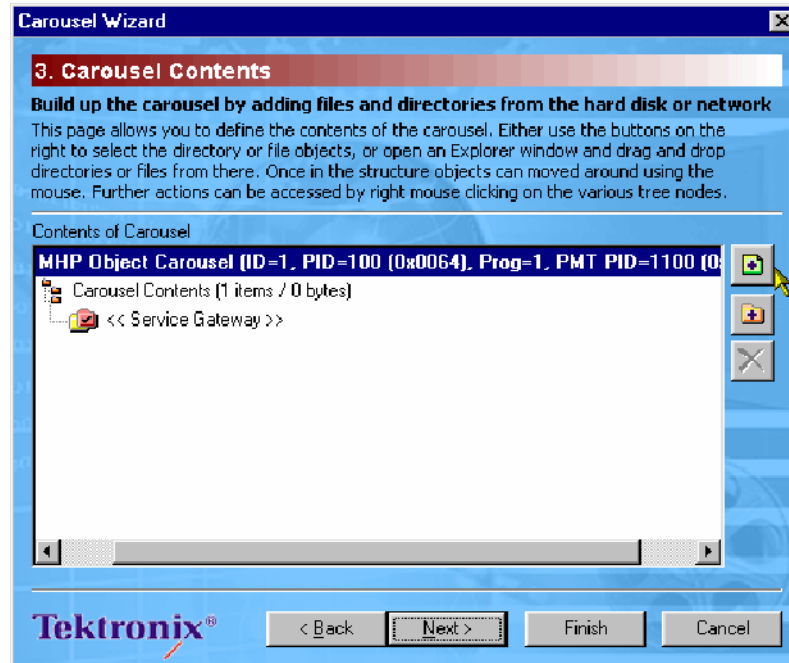 Carousel Wizard
3. Carousel Contents
Build up the carousel by adding files and directories from the hard disk or network
This page allows you to define the contents of the carousel. Either use the buttons on the
right to select the directory or file objects, or open an Explorer window and drag and drop
directories or files from there. Once in the structure objects can moved around using the
mouse. Further actions can be accessed by right mouse clicking on the various tree nodes.
Contents of Carousel
MHP Object Carousel (ID=1, PID=100 (0x0064), Prog=1, PMT PID=1100 (0
Carousel Contents (1 items / 0 bytes)
<< Service Gateway >>
Tektronix® < Back Next > Finish Cancel